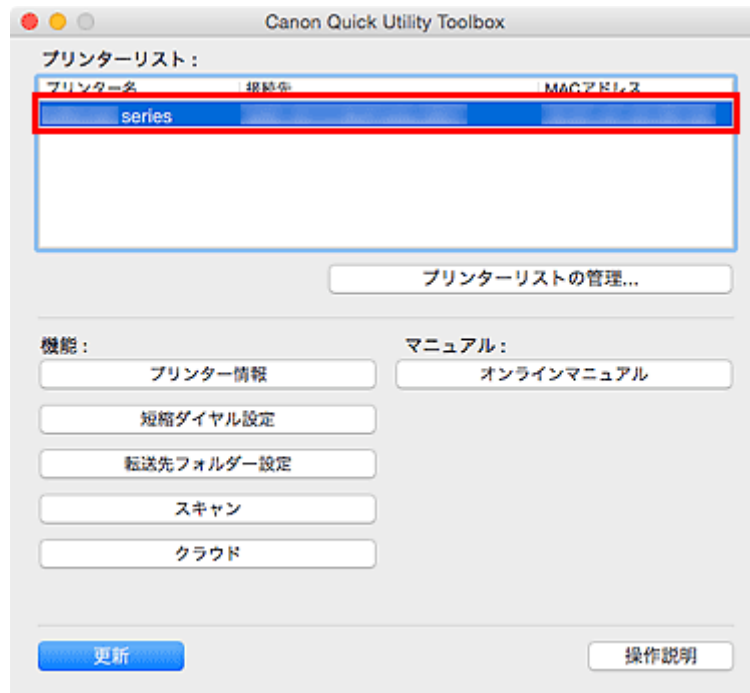 Canon Quick Utility Toolbox
プリンターリスト：
プリンター名 接続先 MACアドレス
series
プリンターリストの管理...
機能： マニュアル：
プリンター情報 オンラインマニュアル
短縮ダイヤル設定
転送先フォルダー設定
スキャン
クラウド
更新 操作説明